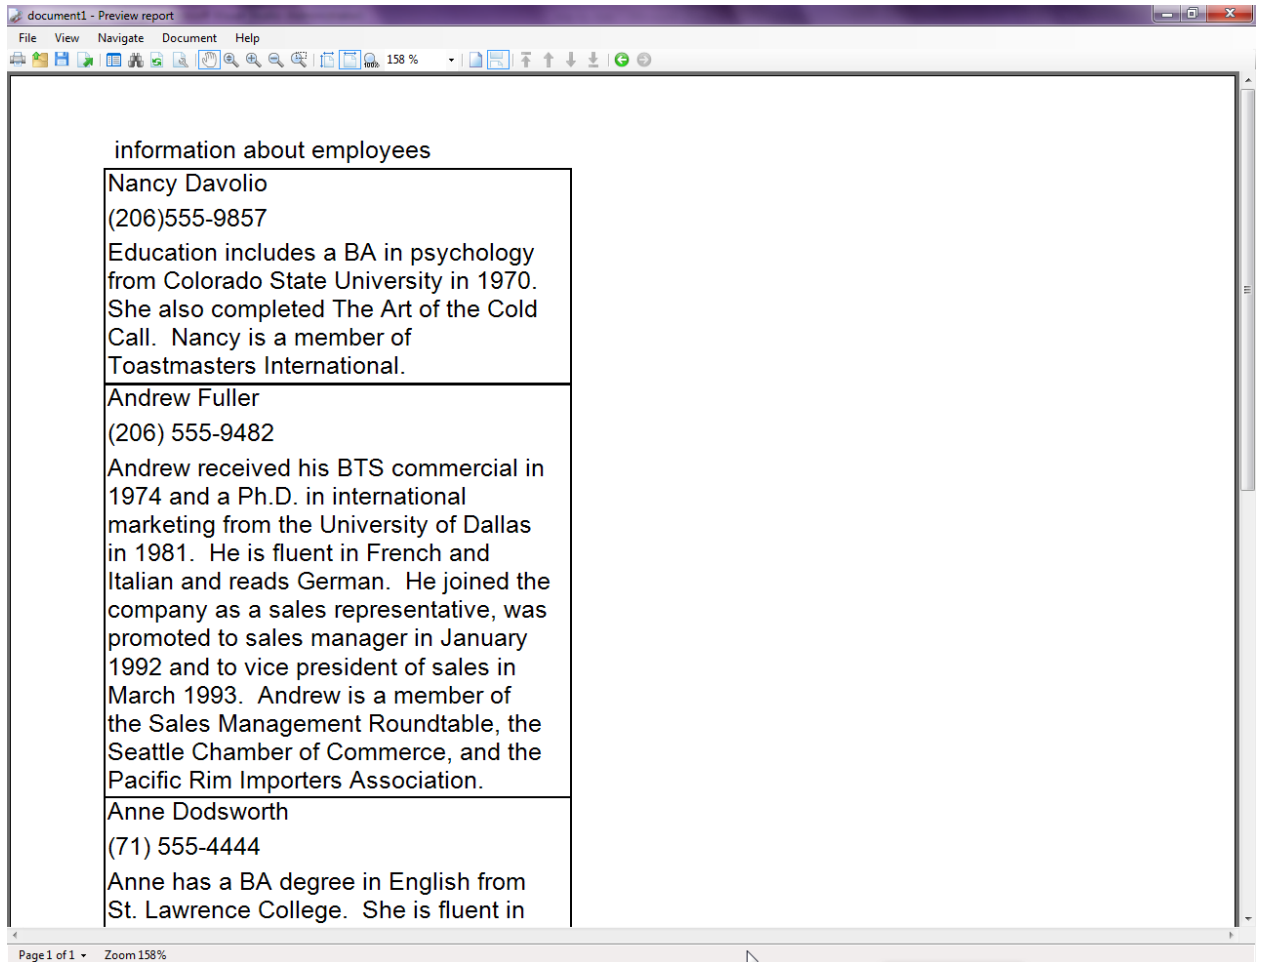 document1 - Preview report
File View Navigate Document Help
100% 158 %
information about employees
Nancy Davolio
(206)555-9857
Education includes a BA in psychology
from Colorado State University in 1970.
She also completed The Art of the Cold
Call.  Nancy is a member of
Toastmasters International.
Andrew Fuller
(206) 555-9482
Andrew received his BTS commercial in
1974 and a Ph.D. in international
marketing from the University of Dallas
in 1981.  He is fluent in French and
Italian and reads German.  He joined the
company as a sales representative, was
promoted to sales manager in January
1992 and to vice president of sales in
March 1993.  Andrew is a member of
the Sales Management Roundtable, the
Seattle Chamber of Commerce, and the
Pacific Rim Importers Association.
Anne Dodsworth
(71) 555-4444
Anne has a BA degree in English from
St. Lawrence College.  She is fluent in
Page 1 of 1 Zoom 158%